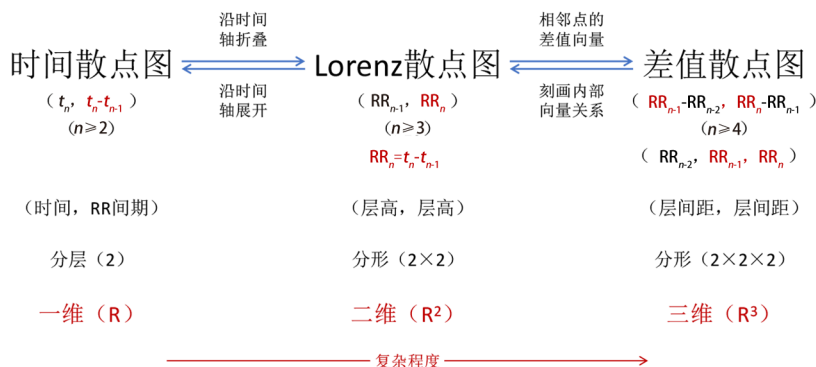 沿时间
轴折叠
相邻点的
差值向量
时间散点图
Lorenz散点图
差值散点图
沿时间
轴展开
刻画内部
向量关系
(tn, tn-tn-1)
(n≥2)
(RRn-1, RRn)
(n≥3)
RRn=tn-tn-1
(RRn-1-RRn-2, RRn-RRn-1)
(n≥4)
(RRn-2, RRn-1, RRn)
(时间, RR间期)
(层高, 层高)
(层间距, 层间距)
分层 (2)
分形 (2×2)
分形 (2×2×2)
一维 (R)
二维 (R²)
三维 (R³)
复杂程度